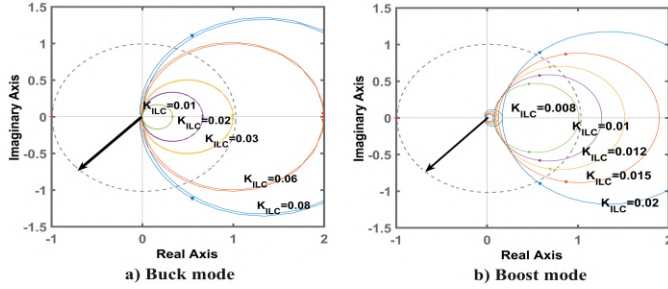 1.5
1
0.5
0
-0.5
-1
-1.5
Imaginary Axis
K_ILC=0.01
K_ILC=0.02
K_ILC=0.03
K_ILC=0.06
K_ILC=0.08
-1 0 1 2
Real Axis
a) Buck mode
1.5
1
0.5
0
-0.5
-1
-1.5
Imaginary Axis
K_ILC=0.008
K_ILC=0.01
K_ILC=0.012
K_ILC=0.015
K_ILC=0.02
-1 0 1 2
Real Axis
b) Boost mode